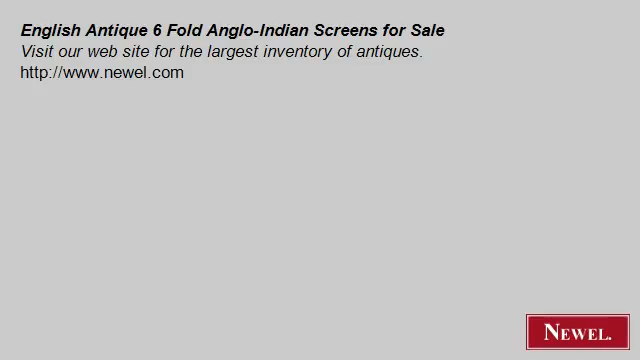 English Antique 6 Fold Anglo-Indian Screens for Sale
Visit our web site for the largest inventory of antiques.
http://www.newel.com
NEWEL.